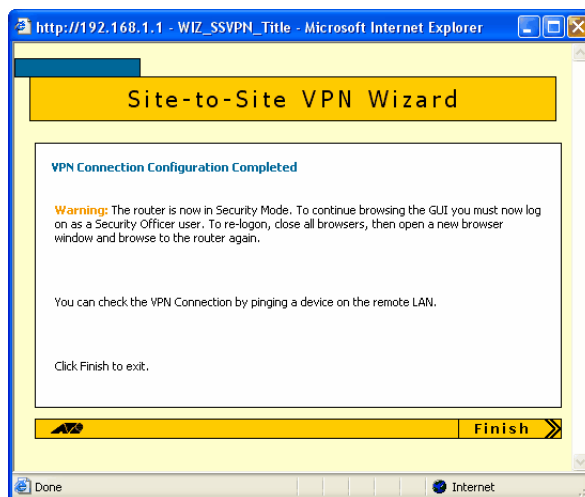 http://192.168.1.1 - WIZ_SSVPN_Title - Microsoft Internet Explorer
Site-to-Site VPN Wizard
VPN Connection Configuration Completed
Warning: The router is now in Security Mode. To continue browsing the GUI you must now log
on as a Security Officer user. To re-logon, close all browsers, then open a new browser
window and browse to the router again.
You can check the VPN Connection by pinging a device on the remote LAN.
Click Finish to exit.
Finish
Done
Internet